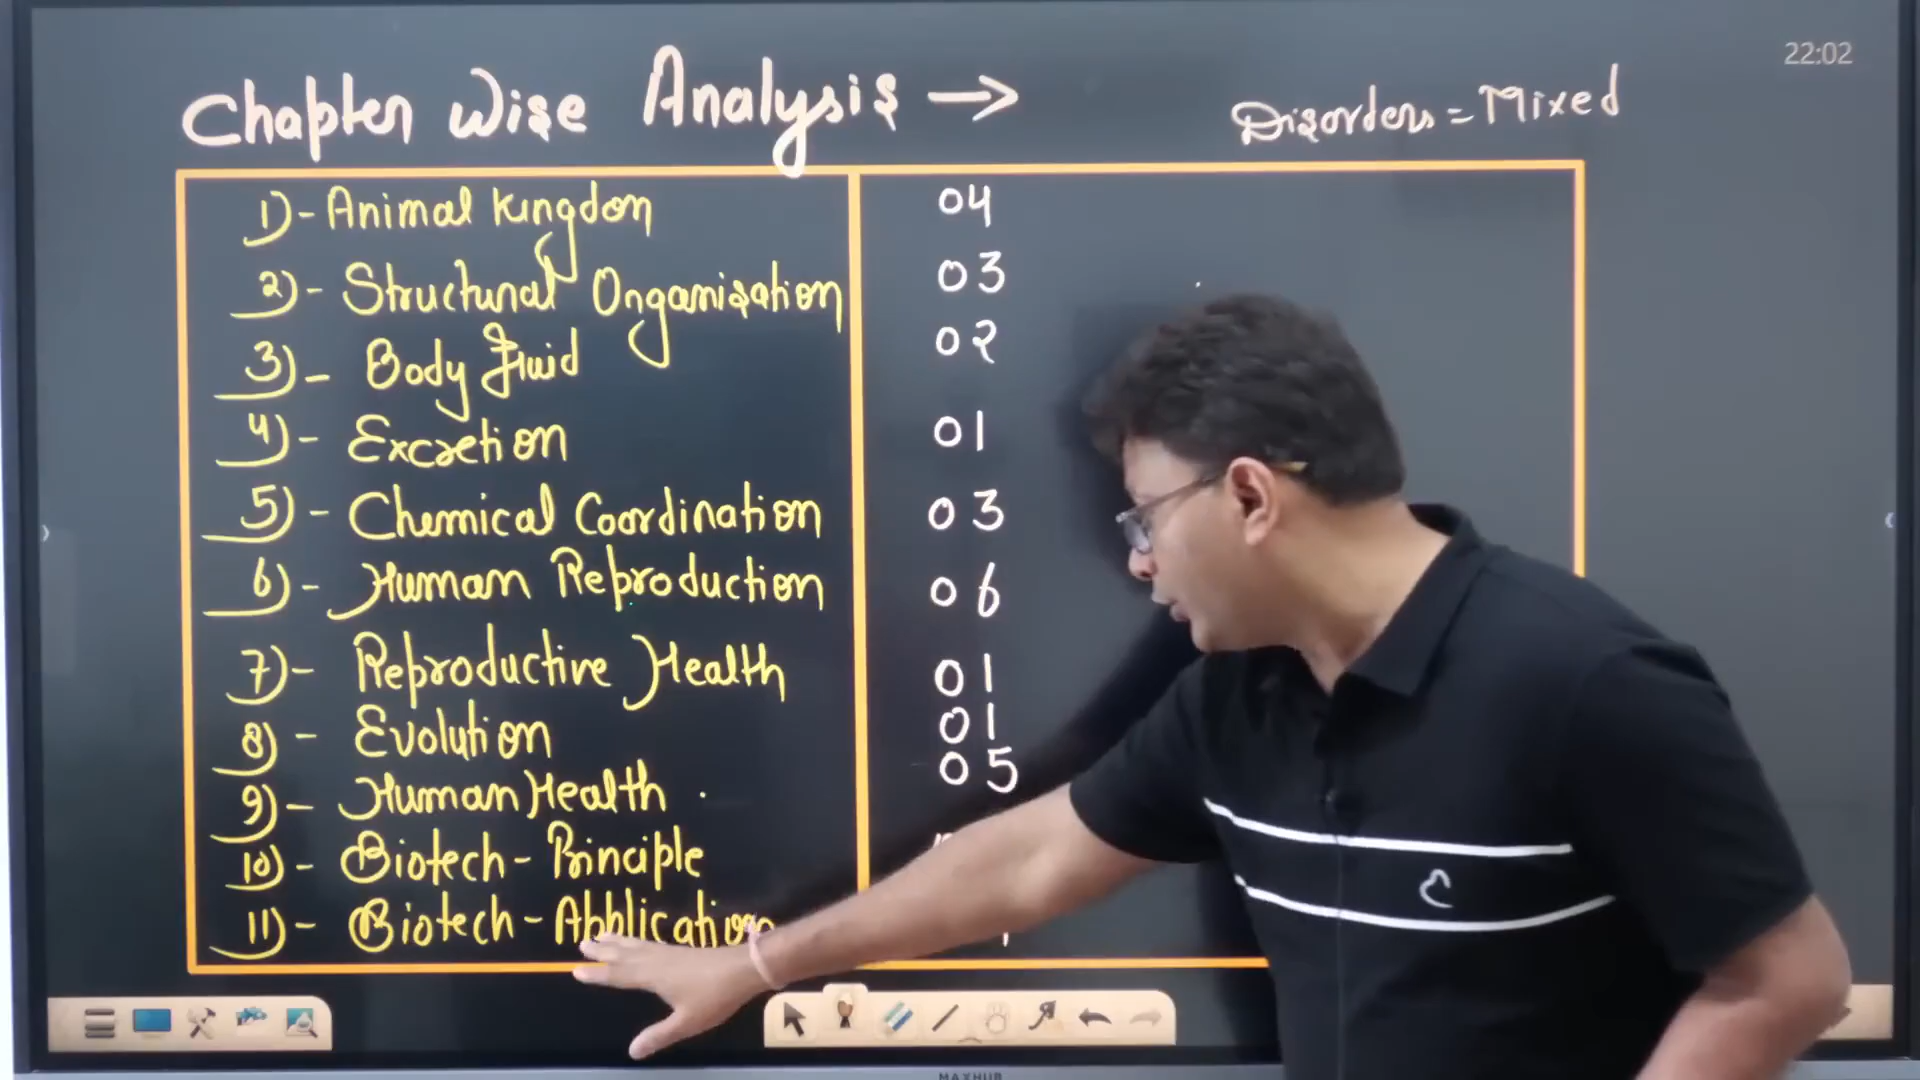 22:02
Chapter Wise Analysis →
Disorders = Mixed
1) - Animal Kingdom 04
2) - Structural Organisation 03
3) - Body fluid 02
4) - Excretion 01
5) - Chemical Coordination 03
6) - Human Reproduction 06
7) - Reproductive Health 01
8) - Evolution 01
9) - Human Health 05
10) - Biotech - Principle
11) - Biotech - Application
MAXHUB